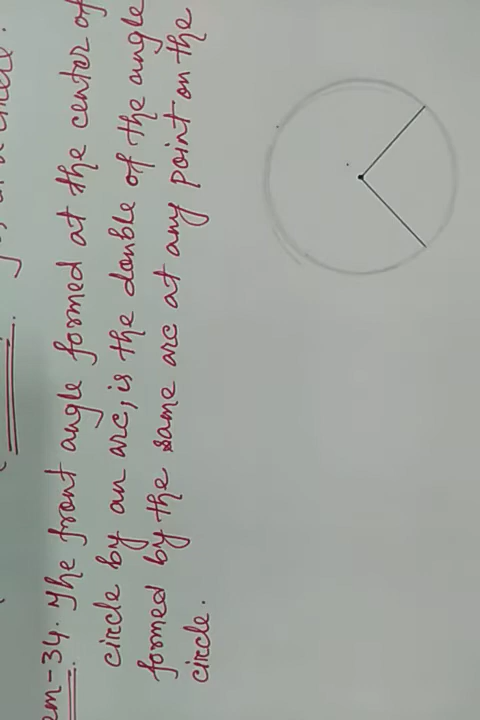 em-34. The front angle formed at the center of
circle by an arc, is the double of the angle
formed by the same arc at any point on the
circle.